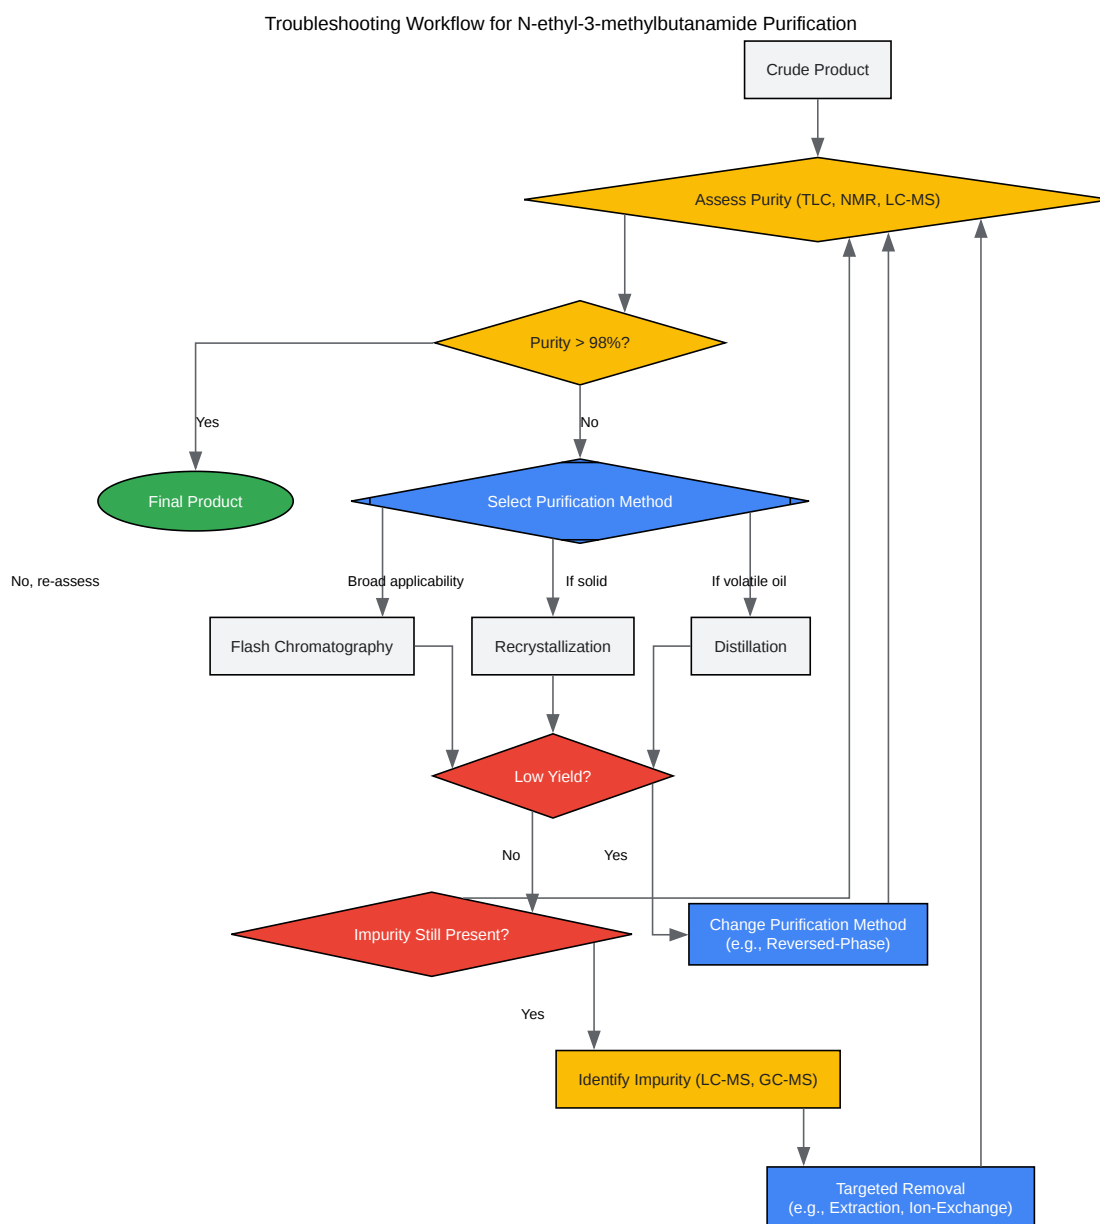 Troubleshooting Workflow for N-ethyl-3-methylbutanamide Purification
Crude Product
Assess Purity (TLC, NMR, LC-MS)
Purity > 98%?
Yes
No
Final Product
Select Purification Method
No, re-assess
Broad applicability
If solid
If volatile oil
Flash Chromatography
Recrystallization
Distillation
Low Yield?
No
Yes
Impurity Still Present?
Change Purification Method
(e.g., Reversed-Phase)
Yes
Identify Impurity (LC-MS, GC-MS)
Targeted Removal
(e.g., Extraction, Ion-Exchange)